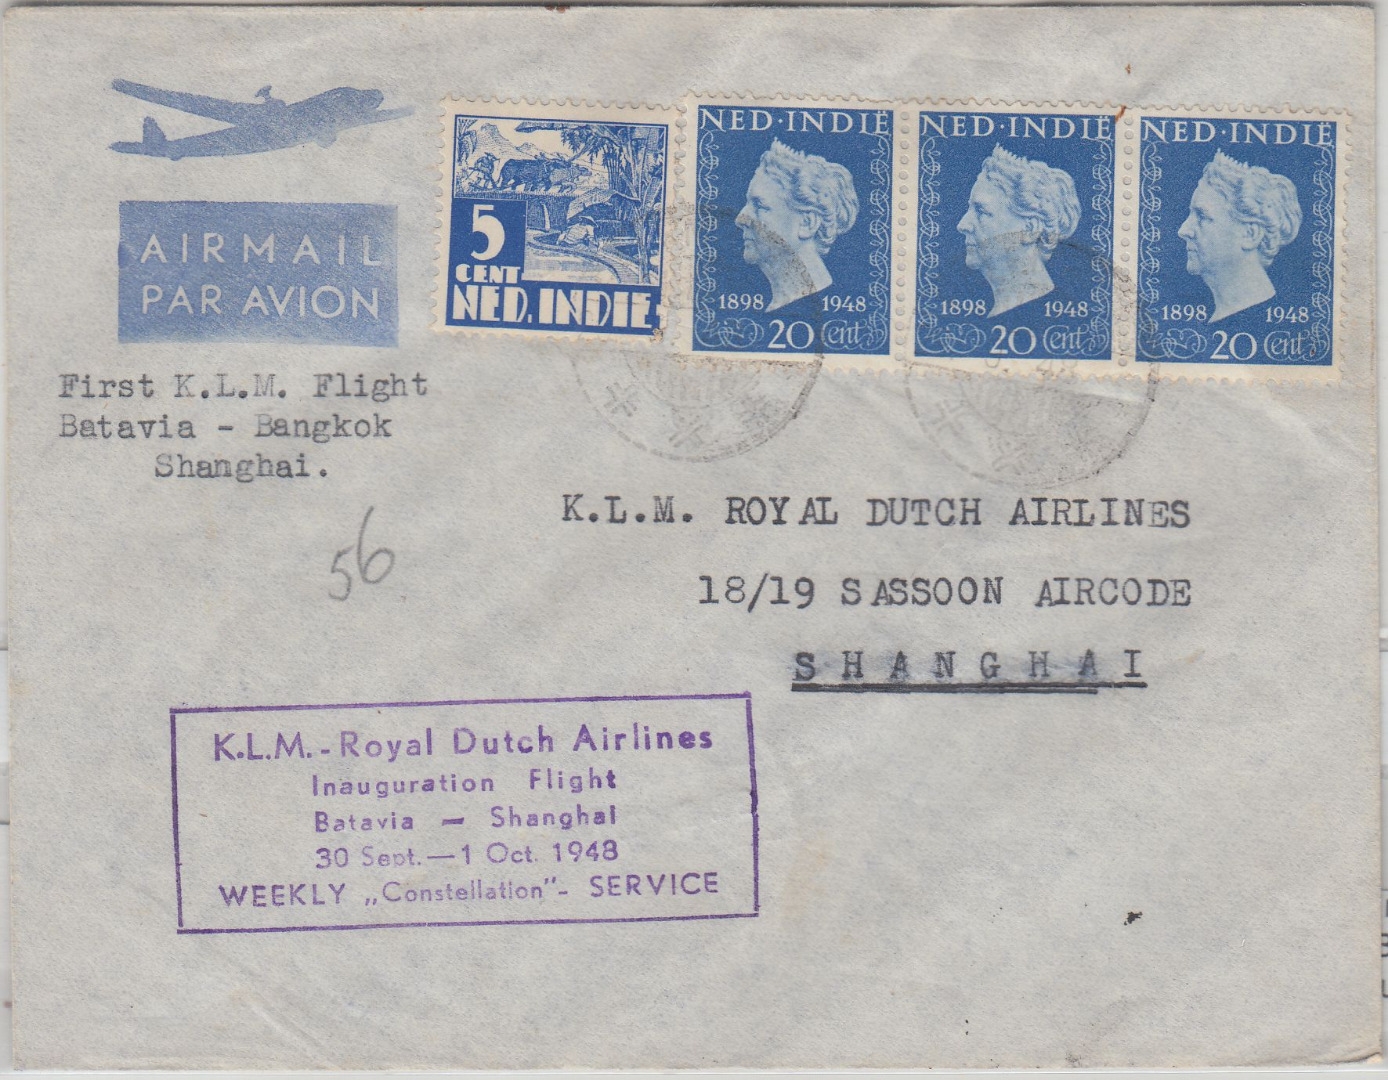 AIRMAIL
PAR AVION
5
CENT
NED. INDIE
NED·INDIË
1898 1948
20 Cent
NED·INDIË
1898 1948
20 Cent
NED·INDIË
1898 1948
20 Cent
First K.L.M. Flight
Batavia - Bangkok
Shanghai.
56
K.L.M. ROYAL DUTCH AIRLINES
18/19 SASSOON AIRCODE
SHANGHAI
K.L.M. - Royal Dutch Airlines
Inauguration Flight
Batavia — Shanghai
30 Sept. — 1 Oct. 1948
WEEKLY „Constellation"- SERVICE